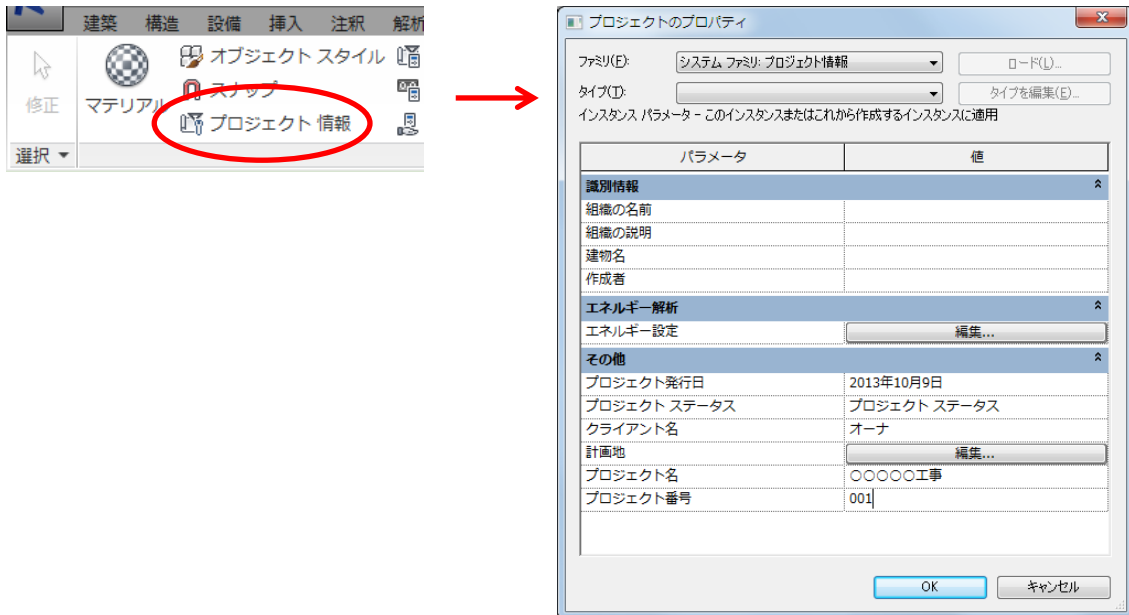 建築 構造 設備 挿入 注釈 解析
修正
マテリアル
オブジェクト スタイル
スナップ
プロジェクト 情報
選択
プロジェクトのプロパティ
ファミリ(F): システム ファミリ: プロジェクト情報 ロード(L)...
タイプ(T): タイプを編集(E)...
インスタンス パラメータ - このインスタンスまたはこれから作成するインスタンスに適用
パラメータ 値
識別情報
組織の名前
組織の説明
建物名
作成者
エネルギー解析
エネルギー設定 編集...
その他
プロジェクト発行日 2013年10月9日
プロジェクト ステータス プロジェクト ステータス
クライアント名 オーナ
計画地 編集...
プロジェクト名 ○○○○○工事
プロジェクト番号 001
OK キャンセル